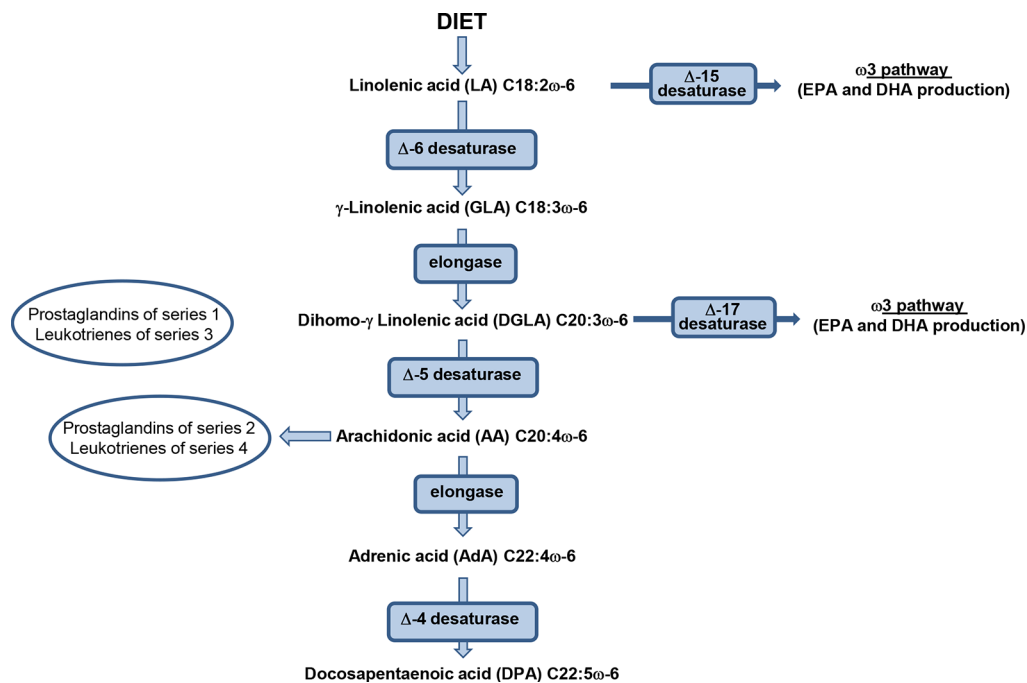 DIET
Linolenic acid (LA) C18:2ω-6
Δ-15
desaturase
ω3 pathway
(EPA and DHA production)
Δ-6 desaturase
γ-Linolenic acid (GLA) C18:3ω-6
elongase
Prostaglandins of series 1
Leukotrienes of series 3
Dihomo-γ Linolenic acid (DGLA) C20:3ω-6
Δ-17
desaturase
ω3 pathway
(EPA and DHA production)
Δ-5 desaturase
Prostaglandins of series 2
Leukotrienes of series 4
Arachidonic acid (AA) C20:4ω-6
elongase
Adrenic acid (AdA) C22:4ω-6
Δ-4 desaturase
Docosapentaenoic acid (DPA) C22:5ω-6